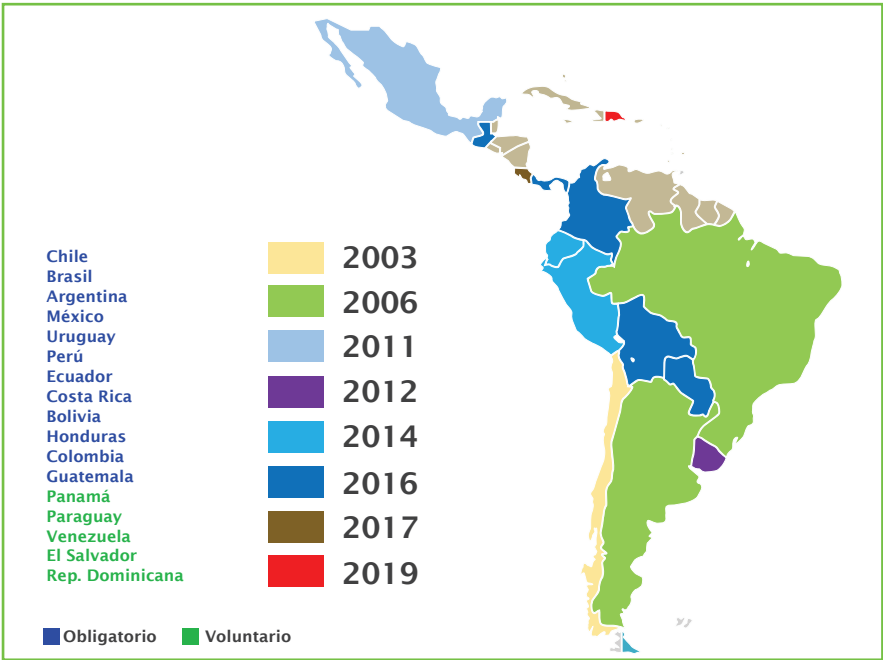 Chile
Brasil
Argentina
México
Uruguay
Perú
Ecuador
Costa Rica
Bolivia
Honduras
Colombia
Guatemala
Panamá
Paraguay
Venezuela
El Salvador
Rep. Dominicana
2003
2006
2011
2012
2014
2016
2017
2019
Obligatorio
Voluntario